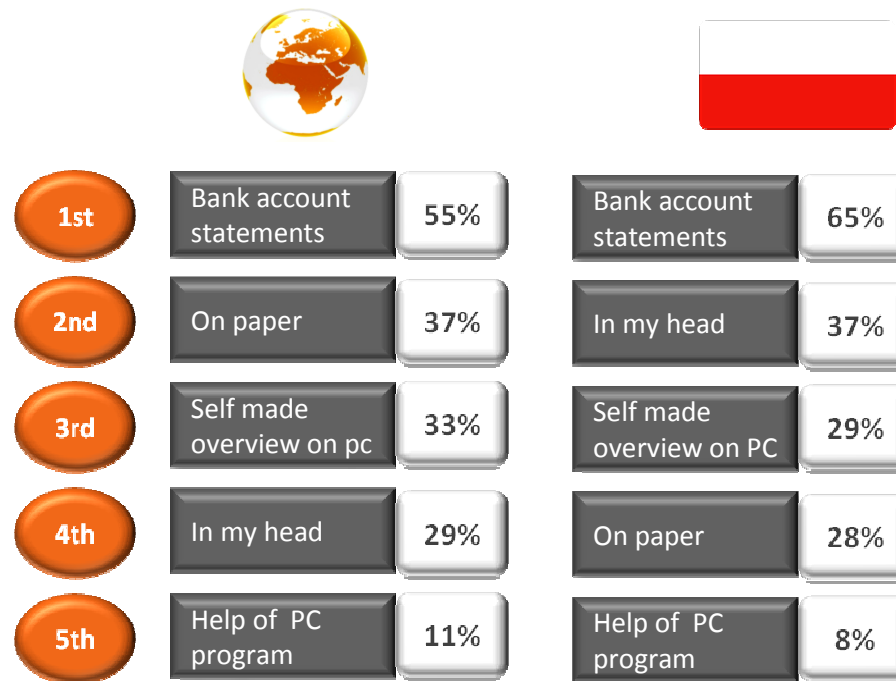 1st
Bank account
statements
55%
Bank account
statements
65%
2nd
On paper
37%
In my head
37%
3rd
Self made
overview on pc
33%
Self made
overview on PC
29%
4th
In my head
29%
On paper
28%
5th
Help of PC
program
11%
Help of PC
program
8%